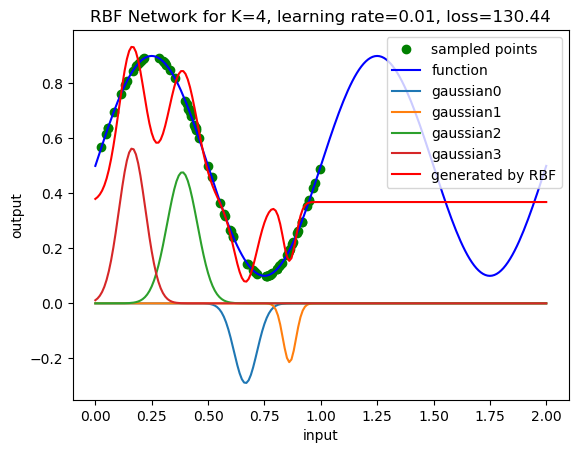 RBF Network for K=4, learning rate=0.01, loss=130.44
sampled points
function
gaussian0
gaussian1
gaussian2
gaussian3
generated by RBF
output
0.8
0.6
0.4
0.2
0.0
−0.2
0.00 0.25 0.50 0.75 1.00 1.25 1.50 1.75 2.00
input